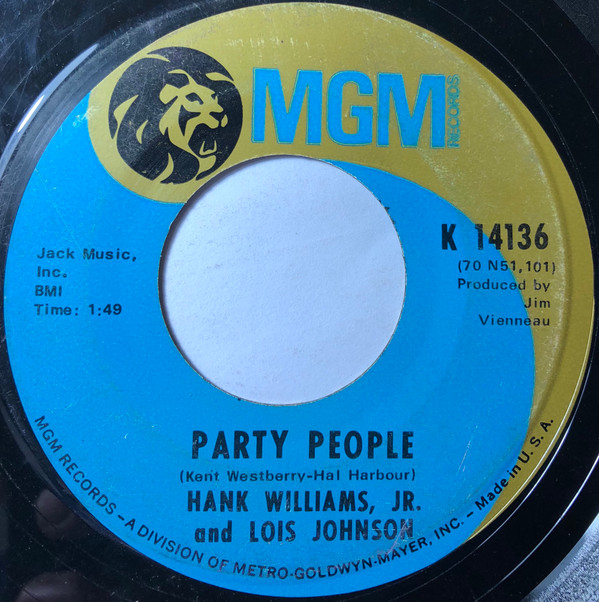 MGM
RECORDS
K 14136
(70 N51,101)
Produced by
Jim
Vienneau
Jack Music,
Inc.
BMI
Time: 1:49
PARTY PEOPLE
(Kent Westberry-Hal Harbour)
HANK WILLIAMS, JR.
and LOIS JOHNSON
MGM RECORDS – A DIVISION OF METRO-GOLDWYN-MAYER, INC. – Made in U. S. A.